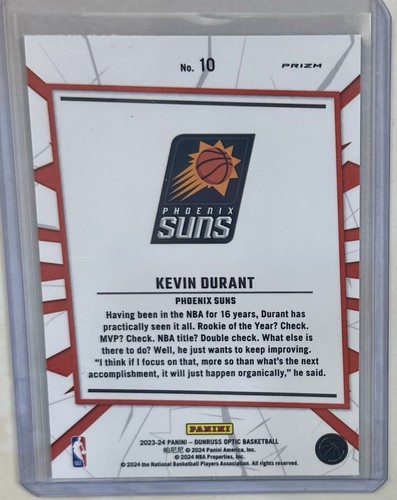 No. 10
PRIZM
PHOENIX
SUNS
KEVIN DURANT
PHOENIX SUNS
Having been in the NBA for 16 years, Durant has
practically seen it all. Rookie of the Year? Check.
MVP? Check. NBA title? Double check. What else is
there to do? Well, he just wants to keep improving.
"I think if I focus on that, more so than what's the next
accomplishment, it will just happen organically," he said.
PANINI
2023-24 PANINI – DONRUSS OPTIC BASKETBALL
帕尼尼 © 2024 Panini America, Inc.
© 2024 NBA Properties, Inc.
© 2024 the National Basketball Players Association. All rights reserved.